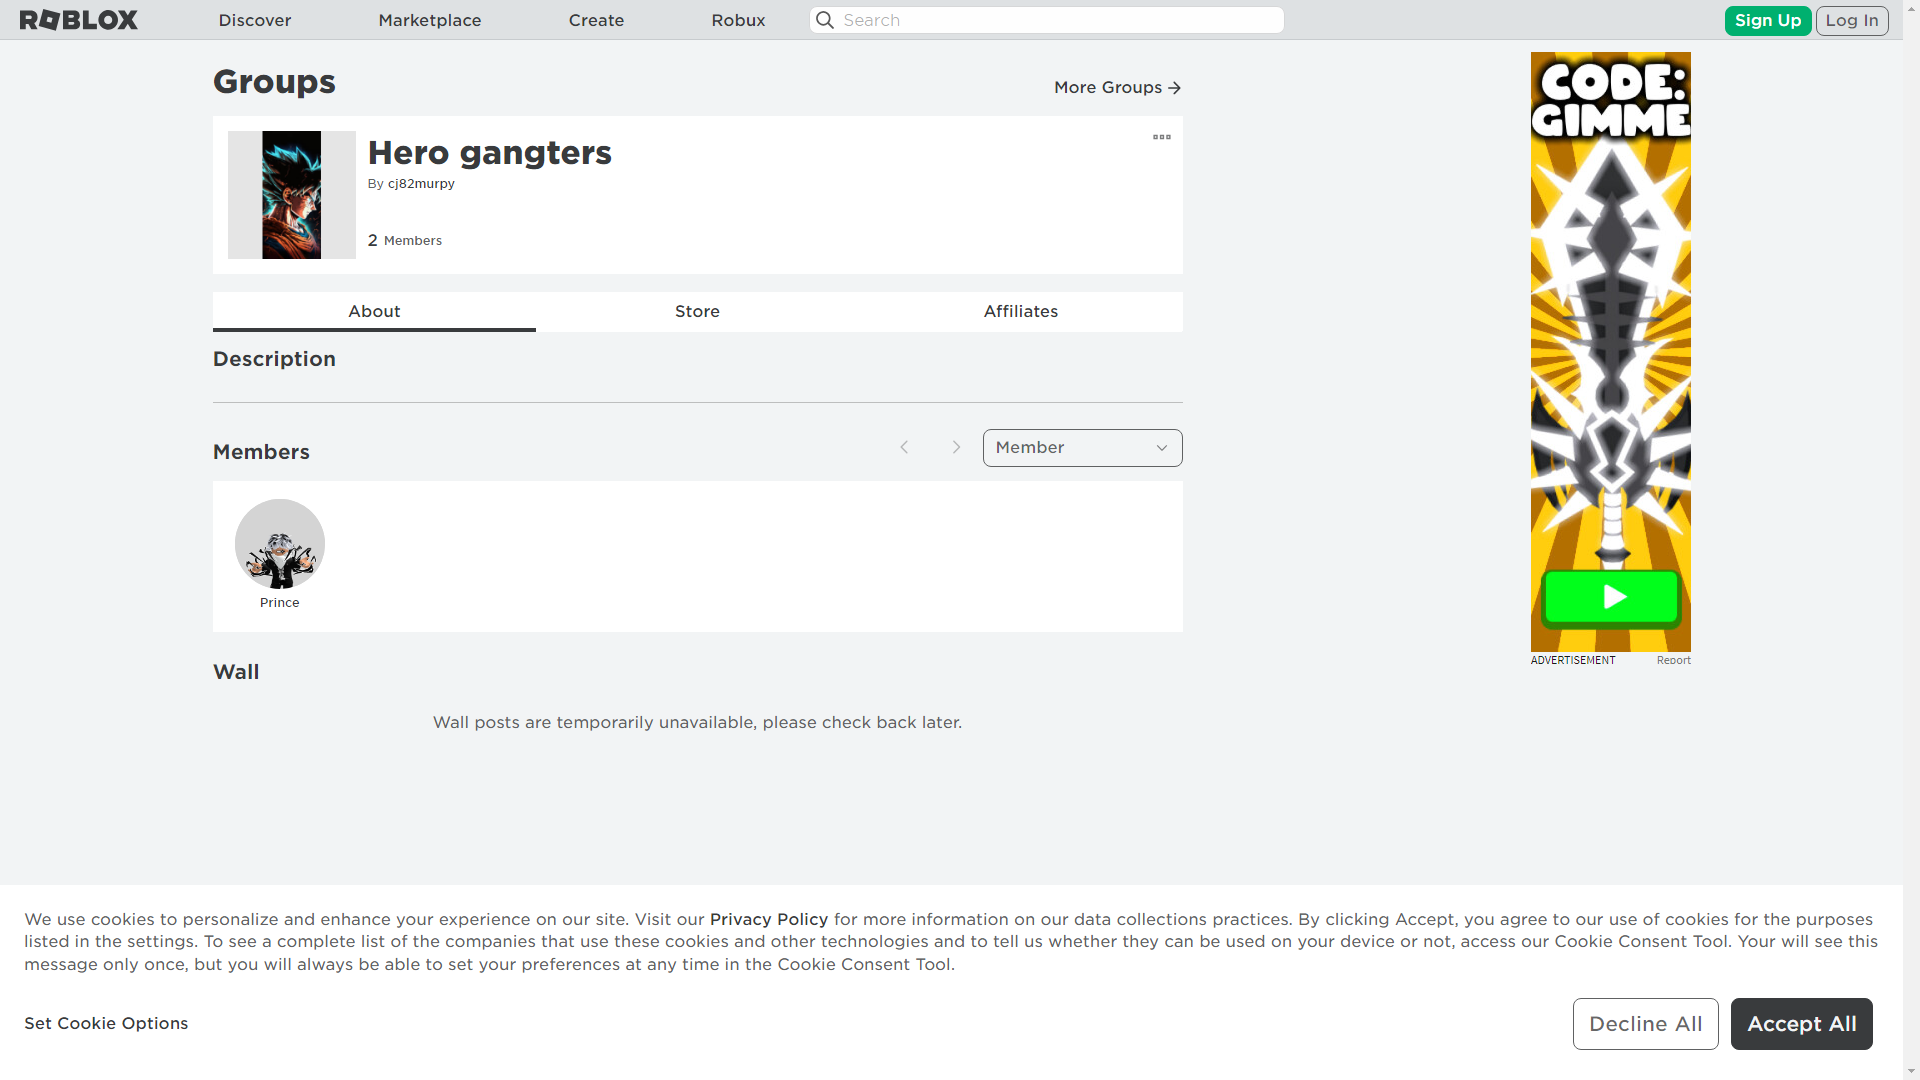 ROBLOX
Discover
Marketplace
Create
Robux
Search
Sign Up
Log In
Groups
More Groups
Hero gangters
By cj82murpy
2 Members
About
Store
Affiliates
Description
Members
Member
Prince
Wall
Wall posts are temporarily unavailable, please check back later.
CODE:
GIMME
ADVERTISEMENT
Report
We use cookies to personalize and enhance your experience on our site. Visit our Privacy Policy for more information on our data collections practices. By clicking Accept, you agree to our use of cookies for the purposes
listed in the settings. To see a complete list of the companies that use these cookies and other technologies and to tell us whether they can be used on your device or not, access our Cookie Consent Tool. Your will see this
message only once, but you will always be able to set your preferences at any time in the Cookie Consent Tool.
Set Cookie Options
Decline All
Accept All